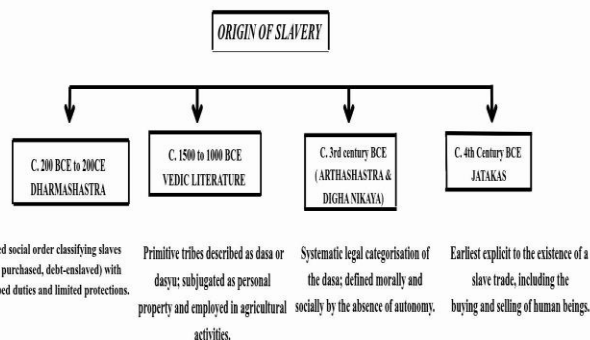 ORIGIN OF SLAVERY
C. 200 BCE to 200CE
DHARMASHASTRA
C. 1500 to 1000 BCE
VEDIC LITERATURE
C. 3rd century BCE
( ARTHASHASTRA &
DIGHA NIKAYA)
C. 4th Century BCE
JATAKAS
social order classifying slaves
purchased, debt-enslaved) with
duties and limited protections.
Primitive tribes described as dasa or
dasyu; subjugated as personal
property and employed in agricultural
activities.
Systematic legal categorisation of
the dasa; defined morally and
socially by the absence of autonomy.
Earliest explicit to the existence of a
slave trade, including the
buying and selling of human beings.